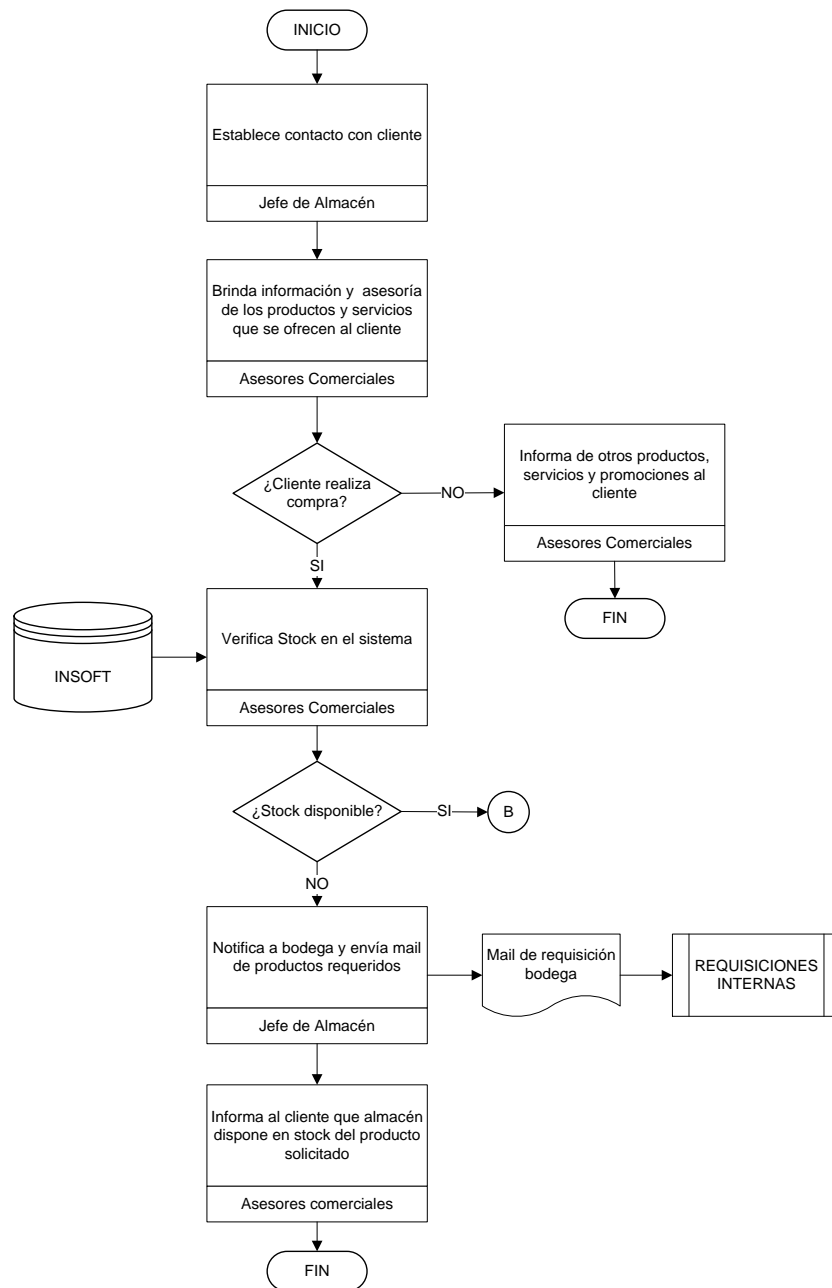 INICIO
Establece contacto con cliente
Jefe de Almacén
Brinda información y asesoría
de los productos y servicios
que se ofrecen al cliente
Asesores Comerciales
¿Cliente realiza
compra?
NO
Informa de otros productos,
servicios y promociones al
cliente
Asesores Comerciales
FIN
SI
INSOFT
Verifica Stock en el sistema
Asesores Comerciales
¿Stock disponible?
SI
B
NO
Notifica a bodega y envía mail
de productos requeridos
Jefe de Almacén
Mail de requisición
bodega
REQUISICIONES
INTERNAS
Informa al cliente que almacén
dispone en stock del producto
solicitado
Asesores comerciales
FIN